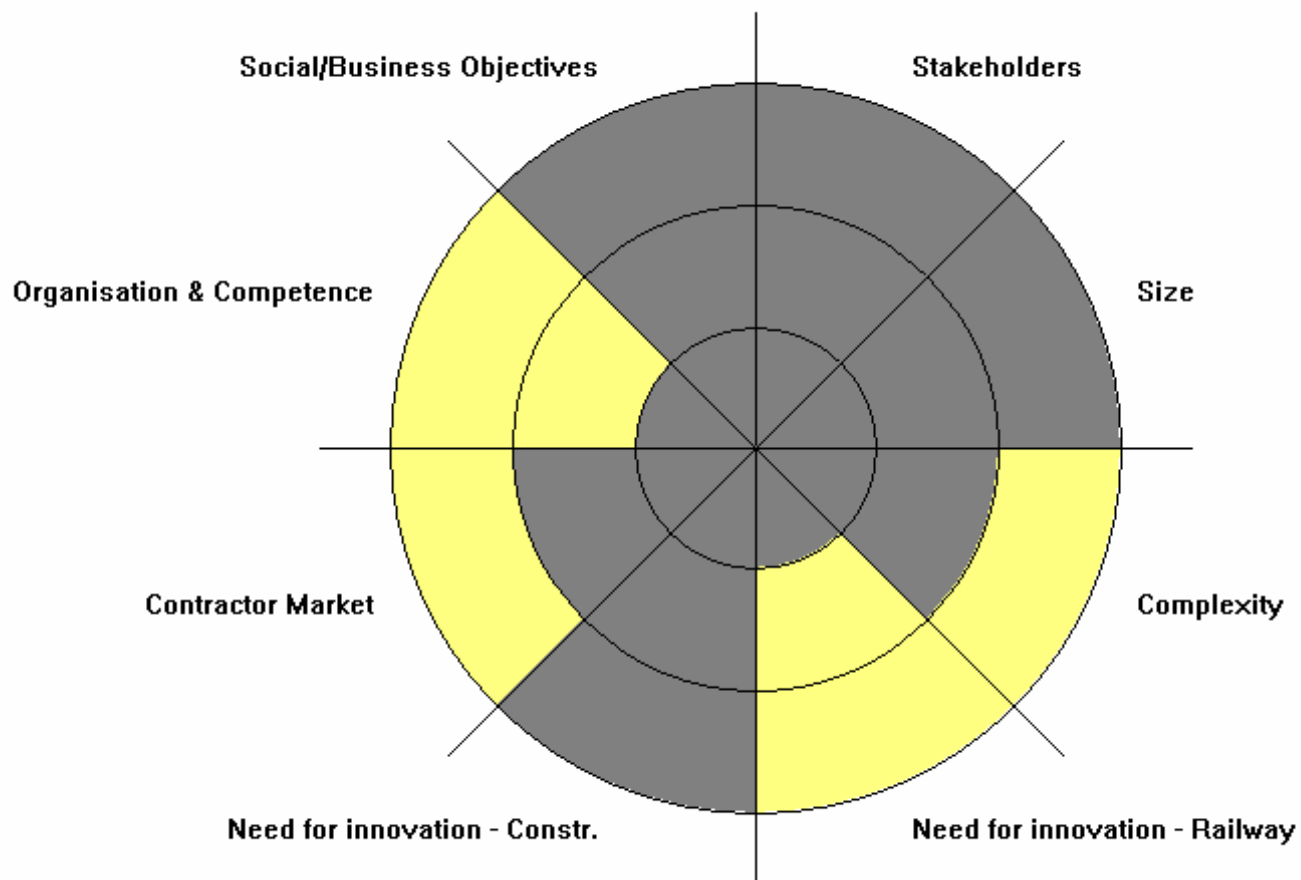 Social/Business Objectives
Stakeholders
Organisation & Competence
Size
Contractor Market
Complexity
Need for innovation - Constr.
Need for innovation - Railway